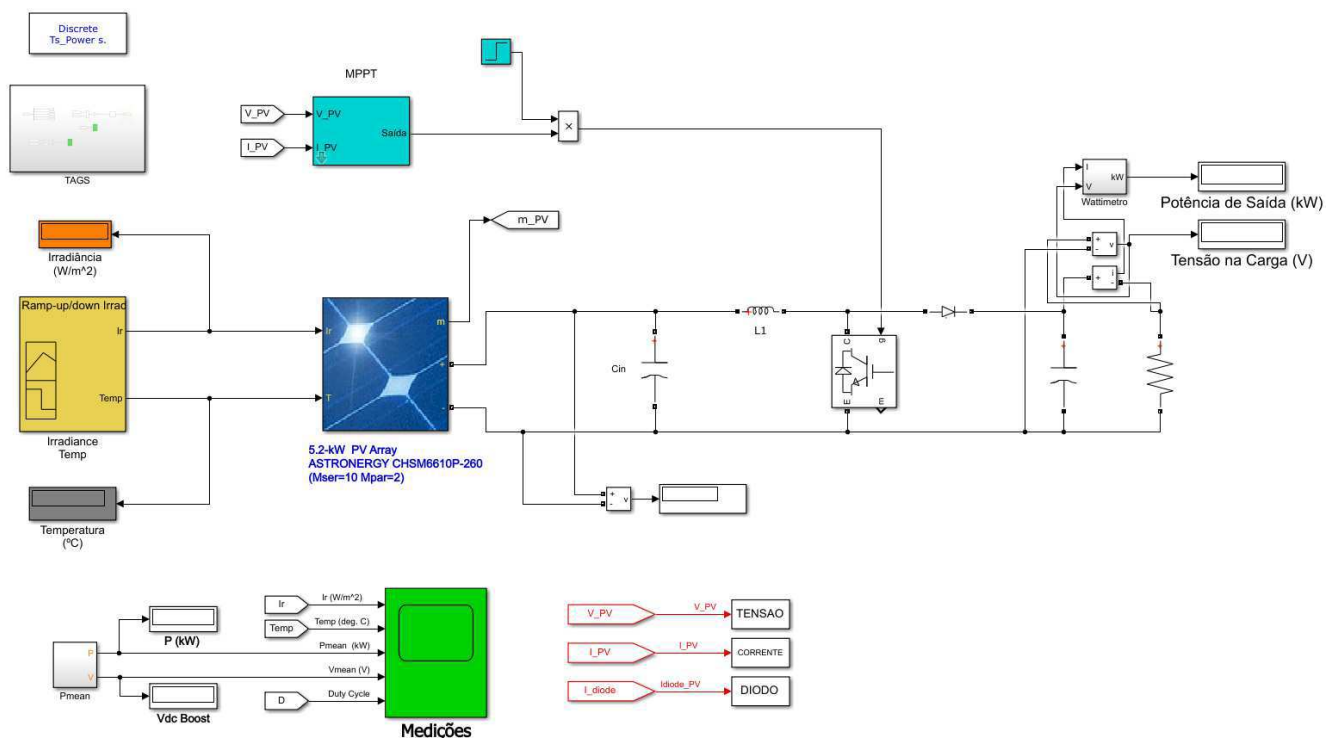 Discrete
Ts_Power s.
TAGS
MPPT
V_PV
V_PV
Saída
I_PV
I_PV
×
m_PV
I
V
kW
Wattimetro
Potência de Saída (kW)
+
-
v
Tensão na Carga (V)
+
i
-
Irradiância
(W/m^2)
Ramp-up/down Irrad
Ir
Temp
Irradiance
Temp
Ir
T
m
+
-
5.2-kW PV Array
ASTRONERGY CHSM6610P-260
(Mser=10 Mpar=2)
Temperatura
(ºC)
+
Cin
+
L1
C
g
E
m
+
+
+
-
v
P
V
Pmean
P (kW)
Vdc Boost
Ir
Ir (W/m^2)
Temp
Temp (deg. C)
Pmean (kW)
Vmean (V)
D
Duty Cycle
Medições
V_PV
V_PV
TENSAO
I_PV
I_PV
CORRENTE
I_diode
Idiode_PV
DIODO